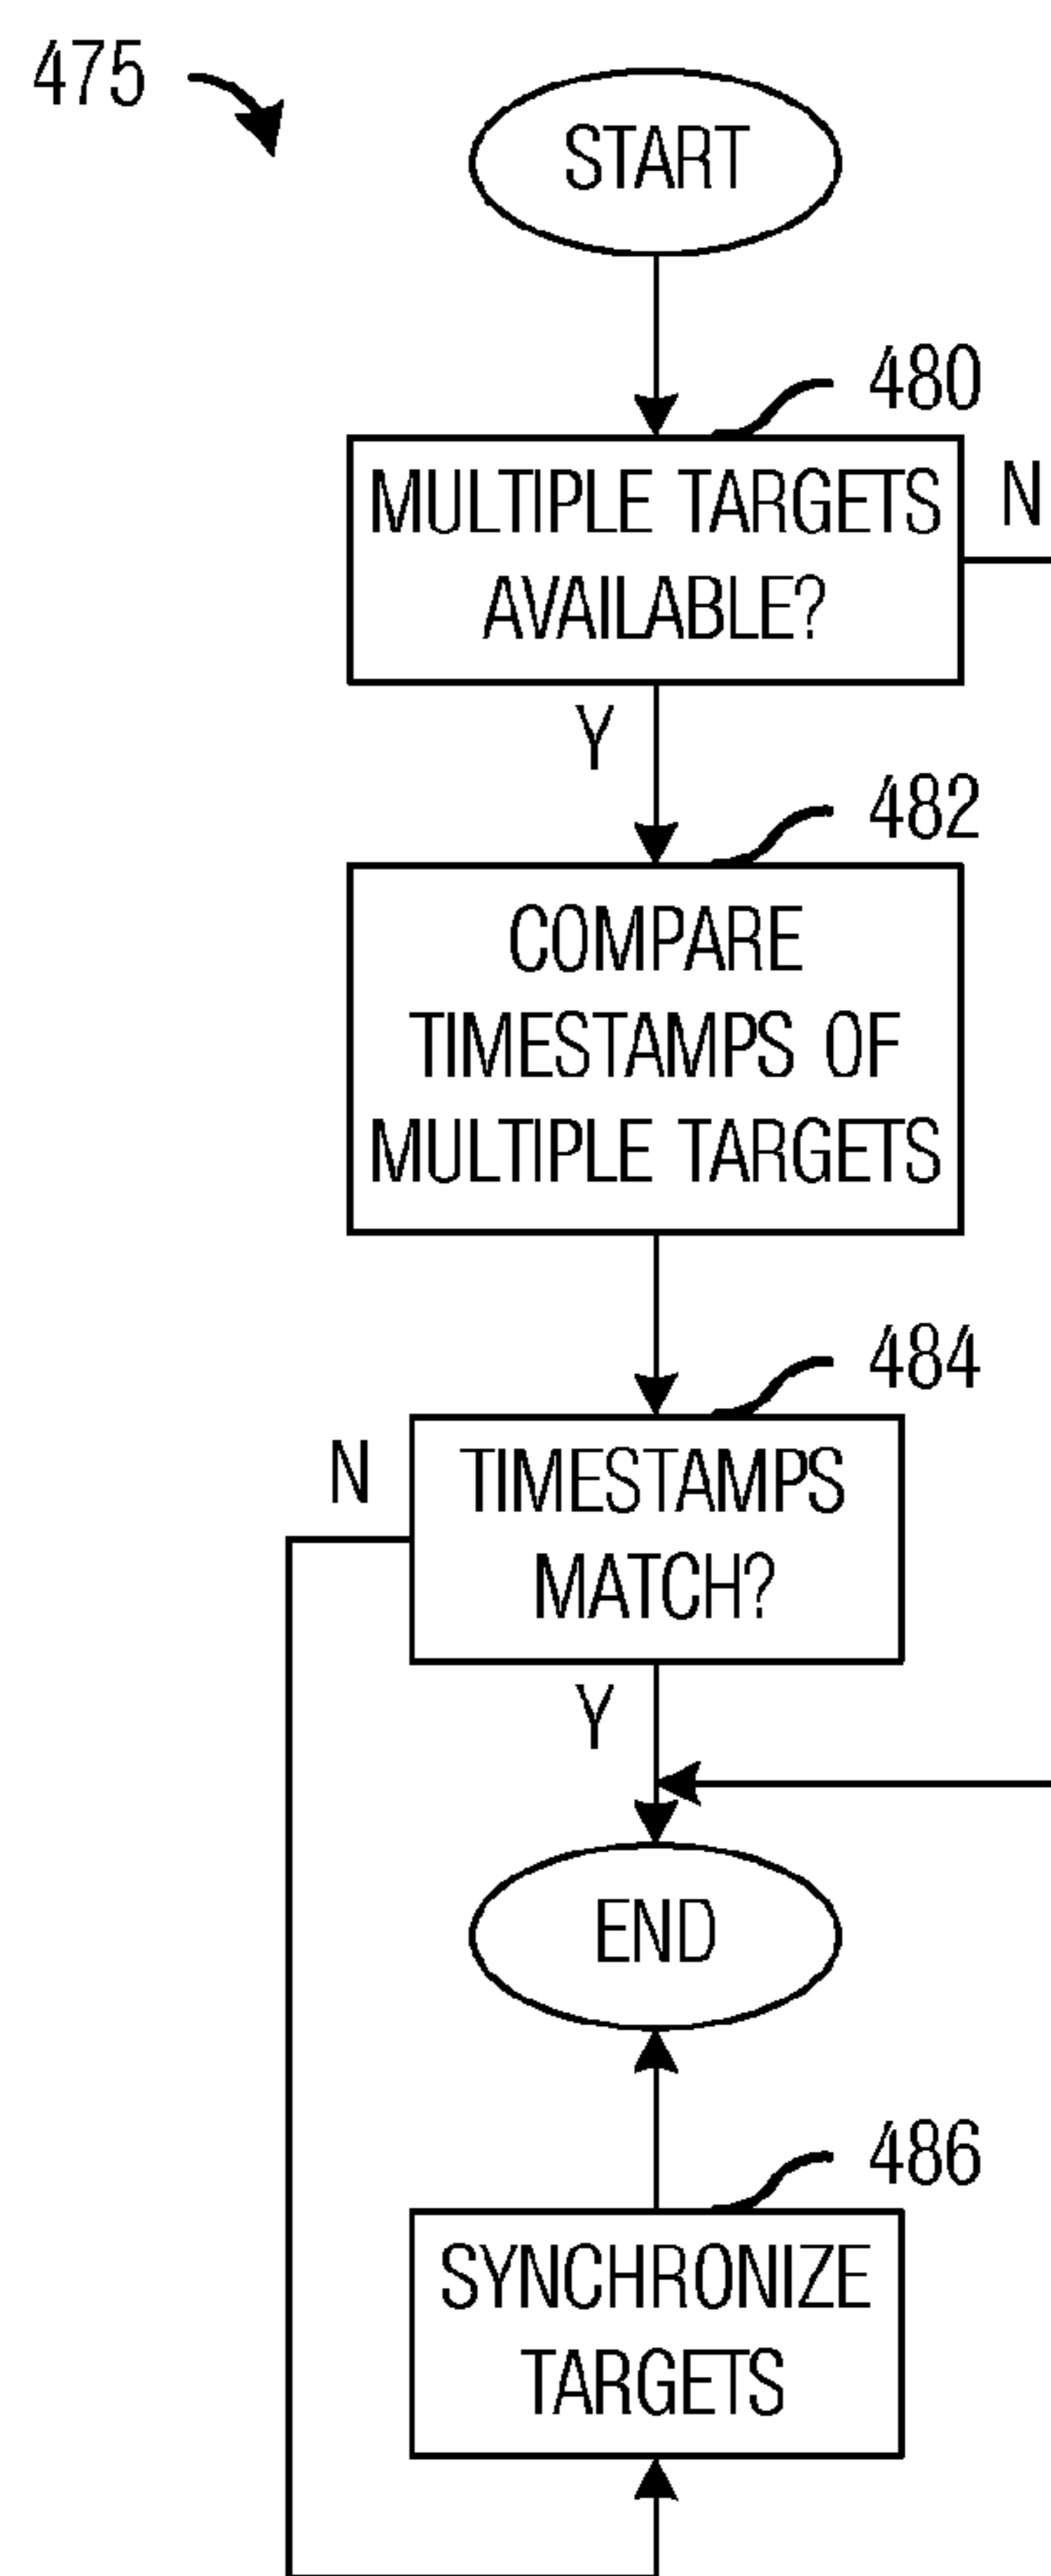 475
START
480
MULTIPLE TARGETS
AVAILABLE?
N
Y
482
COMPARE
TIMESTAMPS OF
MULTIPLE TARGETS
484
N
TIMESTAMPS
MATCH?
Y
END
486
SYNCHRONIZE
TARGETS